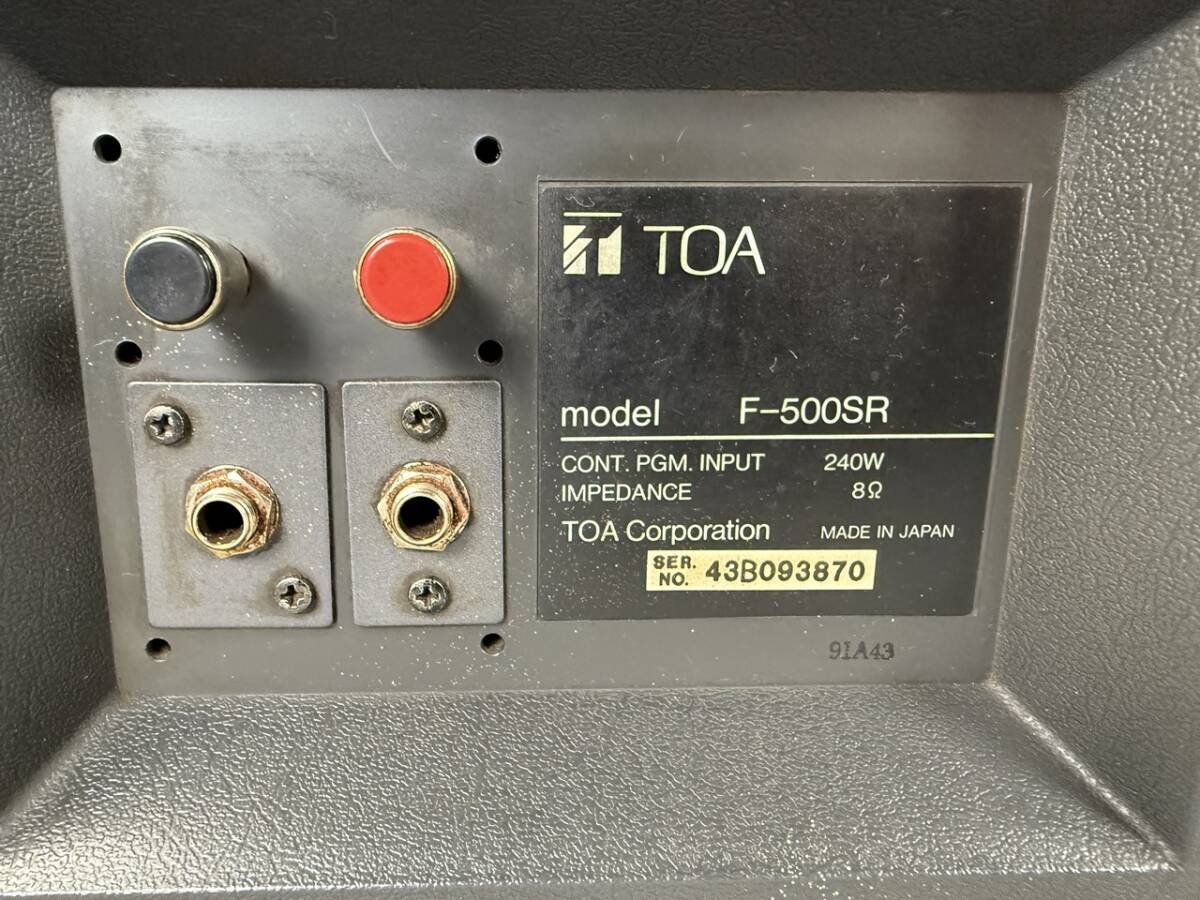 TOA
model F-500SR
CONT. PGM. INPUT 240W
IMPEDANCE 8Ω
TOA Corporation MADE IN JAPAN
SER. NO. 43B093870
91A43